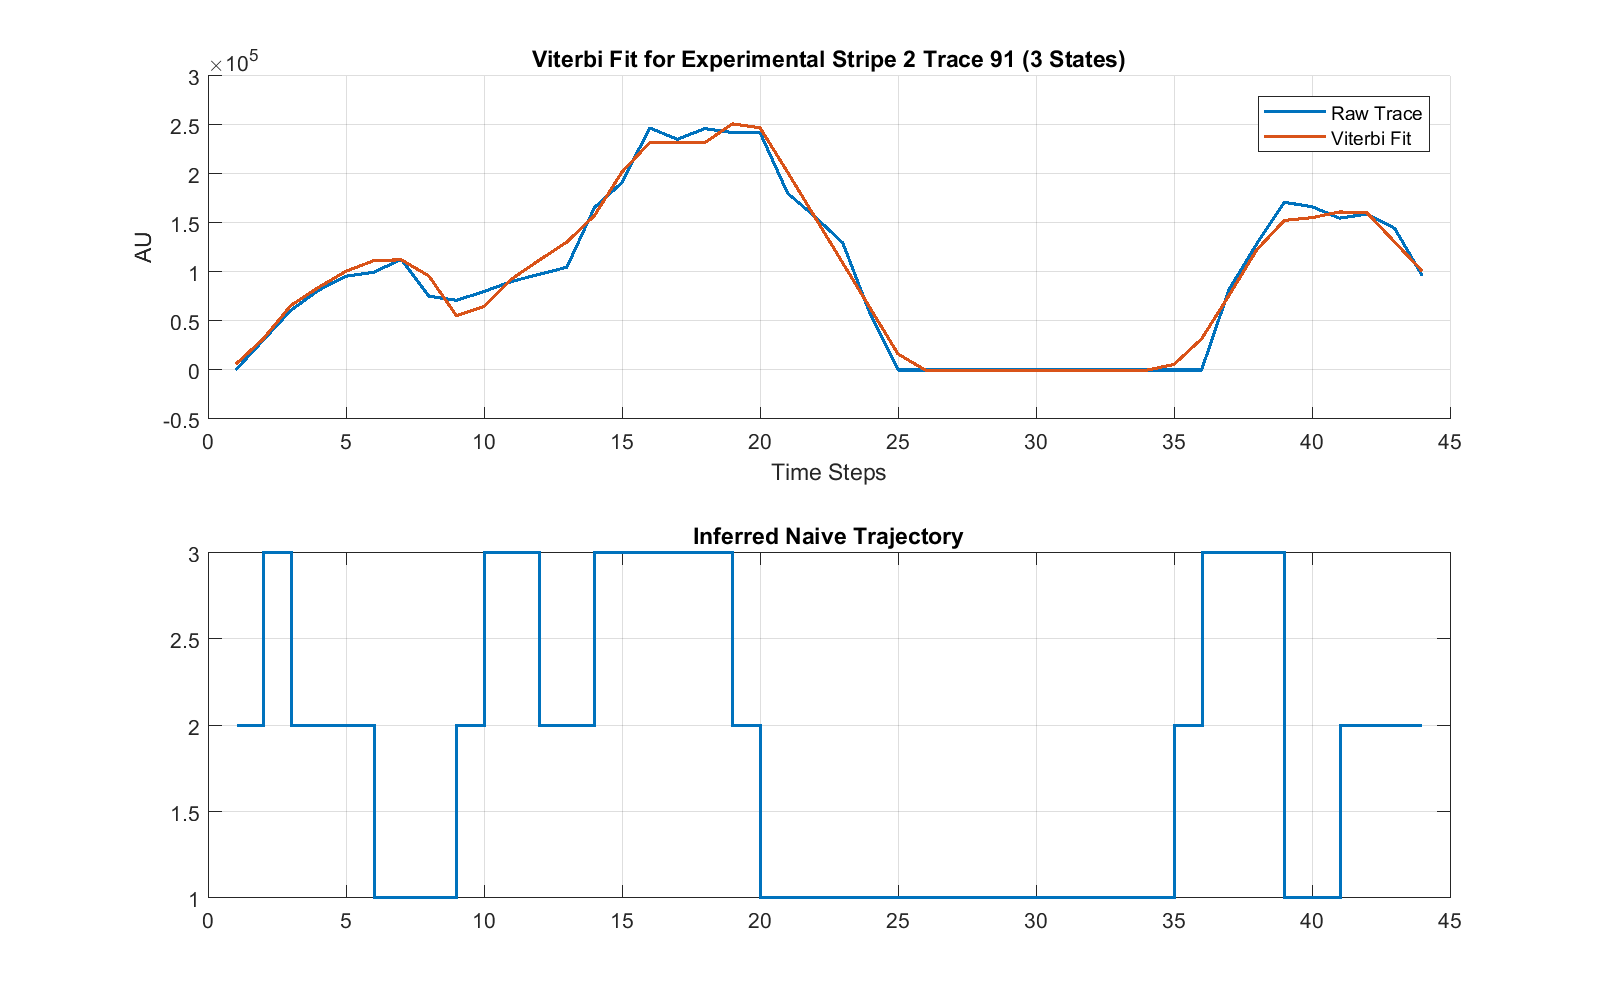 Viterbi Fit for Experimental Stripe 2 Trace 91 (3 States)
×10^5
3
2.5
2
1.5
1
0.5
0
-0.5
AU
Raw Trace
Viterbi Fit
0 5 10 15 20 25 30 35 40 45
Time Steps
Inferred Naive Trajectory
3
2.5
2
1.5
1
0 5 10 15 20 25 30 35 40 45